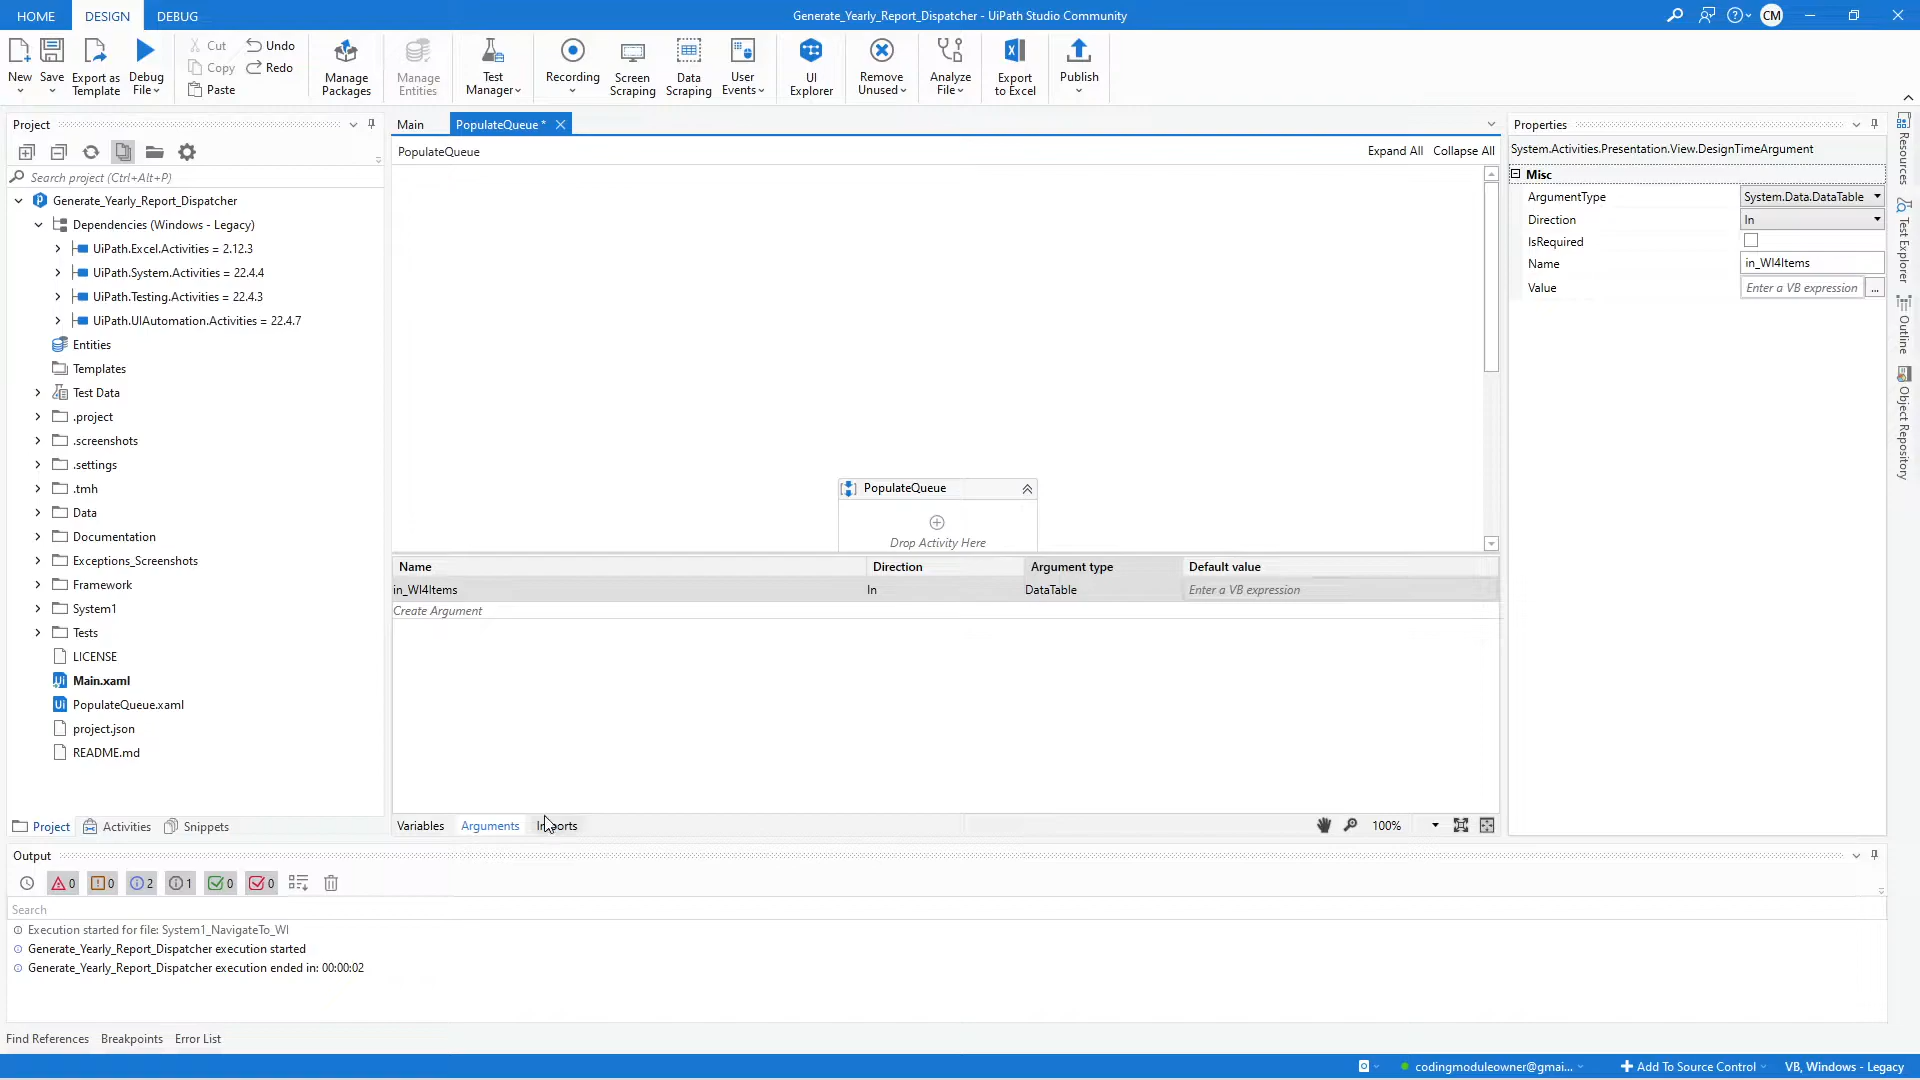 HOME DESIGN DEBUG
Generate_Yearly_Report_Dispatcher - UiPath Studio Community
CM
New
Save
Export as Template
Debug File
Cut
Copy
Paste
Undo
Redo
Manage Packages
Manage Entities
Test Manager
Recording
Screen Scraping
Data Scraping
User Events
UI Explorer
Remove Unused
Analyze File
Export to Excel
Publish
Project
Search project (Ctrl+Alt+P)
Generate_Yearly_Report_Dispatcher
Dependencies (Windows - Legacy)
UiPath.Excel.Activities = 2.12.3
UiPath.System.Activities = 22.4.4
UiPath.Testing.Activities = 22.4.3
UiPath.UIAutomation.Activities = 22.4.7
Entities
Templates
Test Data
.project
.screenshots
.settings
.tmh
Data
Documentation
Exceptions_Screenshots
Framework
System1
Tests
LICENSE
Main.xaml
PopulateQueue.xaml
project.json
README.md
Project Activities Snippets
Main PopulateQueue *
PopulateQueue
Expand All Collapse All
PopulateQueue
Drop Activity Here
Name Direction Argument type Default value
in_WI4Items In DataTable Enter a VB expression
Create Argument
Variables Arguments Imports
100%
Properties
System.Activities.Presentation.View.DesignTimeArgument
Misc
ArgumentType System.Data.DataTable
Direction In
IsRequired
Name in_WI4Items
Value Enter a VB expression ...
Resources
Test Explorer
Outline
Object Repository
Output
0 0 2 1 0 0
Search
Execution started for file: System1_NavigateTo_WI
Generate_Yearly_Report_Dispatcher execution started
Generate_Yearly_Report_Dispatcher execution ended in: 00:00:02
Find References Breakpoints Error List
codingmoduleowner@gmai...
Add To Source Control
VB, Windows - Legacy